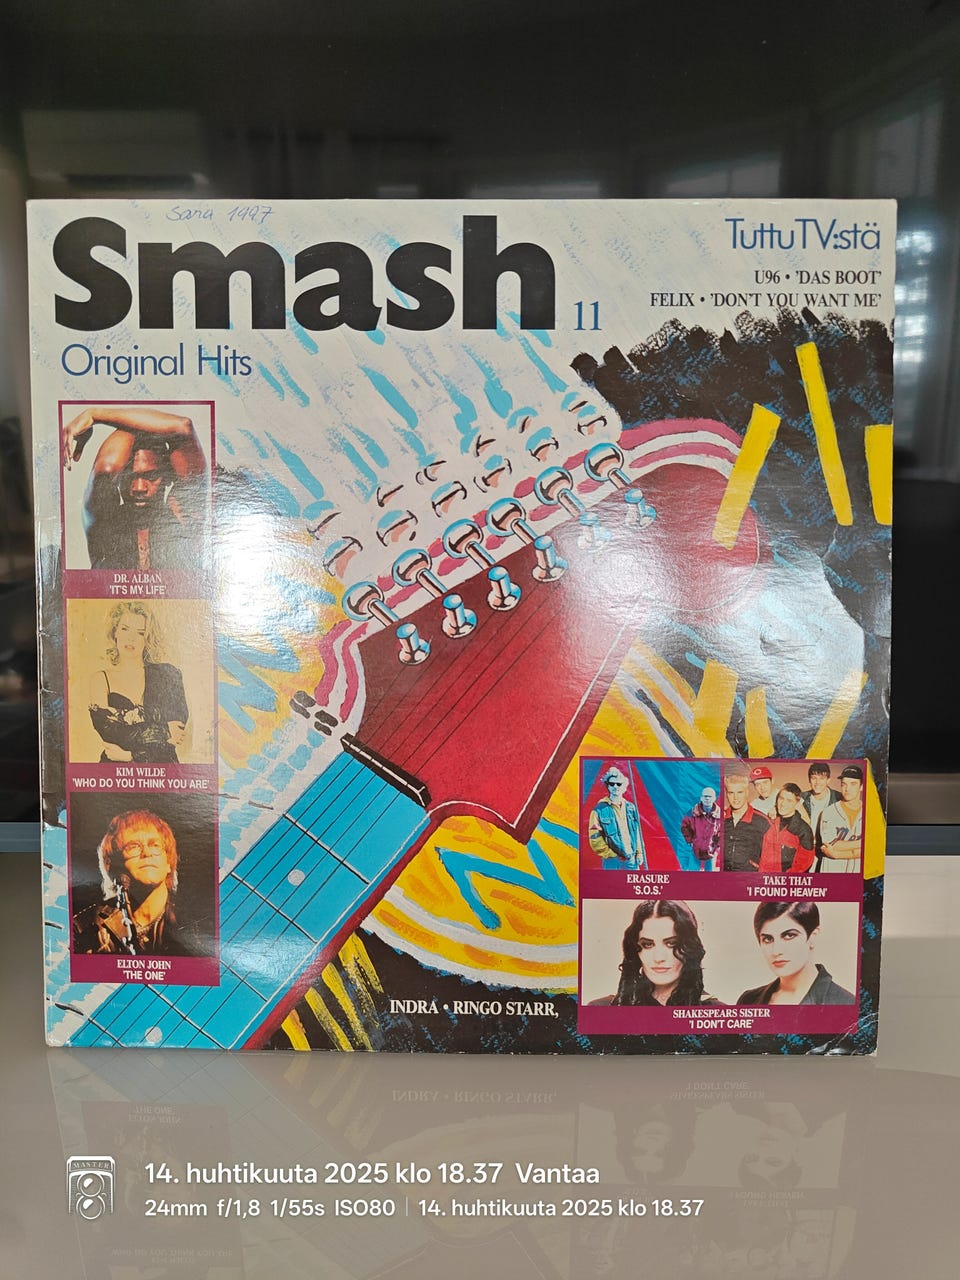 Saria 1997
Smash 11
Original Hits
TuttuTV:stä
U96 • 'DAS BOOT'
FELIX • 'DON'T YOU WANT ME'
DR. ALBAN
'IT'S MY LIFE'
KIM WILDE
'WHO DO YOU THINK YOU ARE'
ELTON JOHN
'THE ONE'
ERASURE
'S.O.S.'
TAKE THAT
'I FOUND HEAVEN'
SHAKESPEARS SISTER
'I DON'T CARE'
INDRA • RINGO STARR,
MASTER
14. huhtikuuta 2025 klo 18.37 Vantaa
24mm f/1,8 1/55s ISO80 | 14. huhtikuuta 2025 klo 18.37